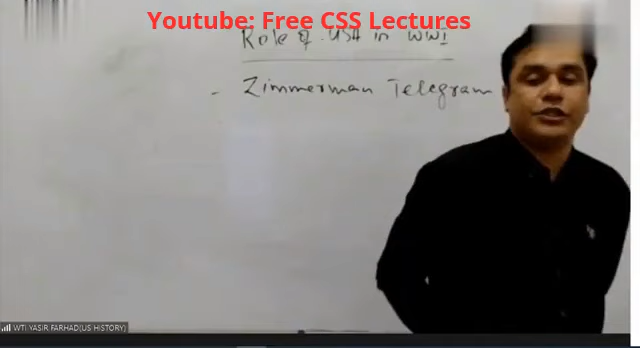 Youtube: Free CSS Lectures
Role of USA in WWI
- Zimmerman Telegram
WTI YASIR FARHAD(US HISTORY)